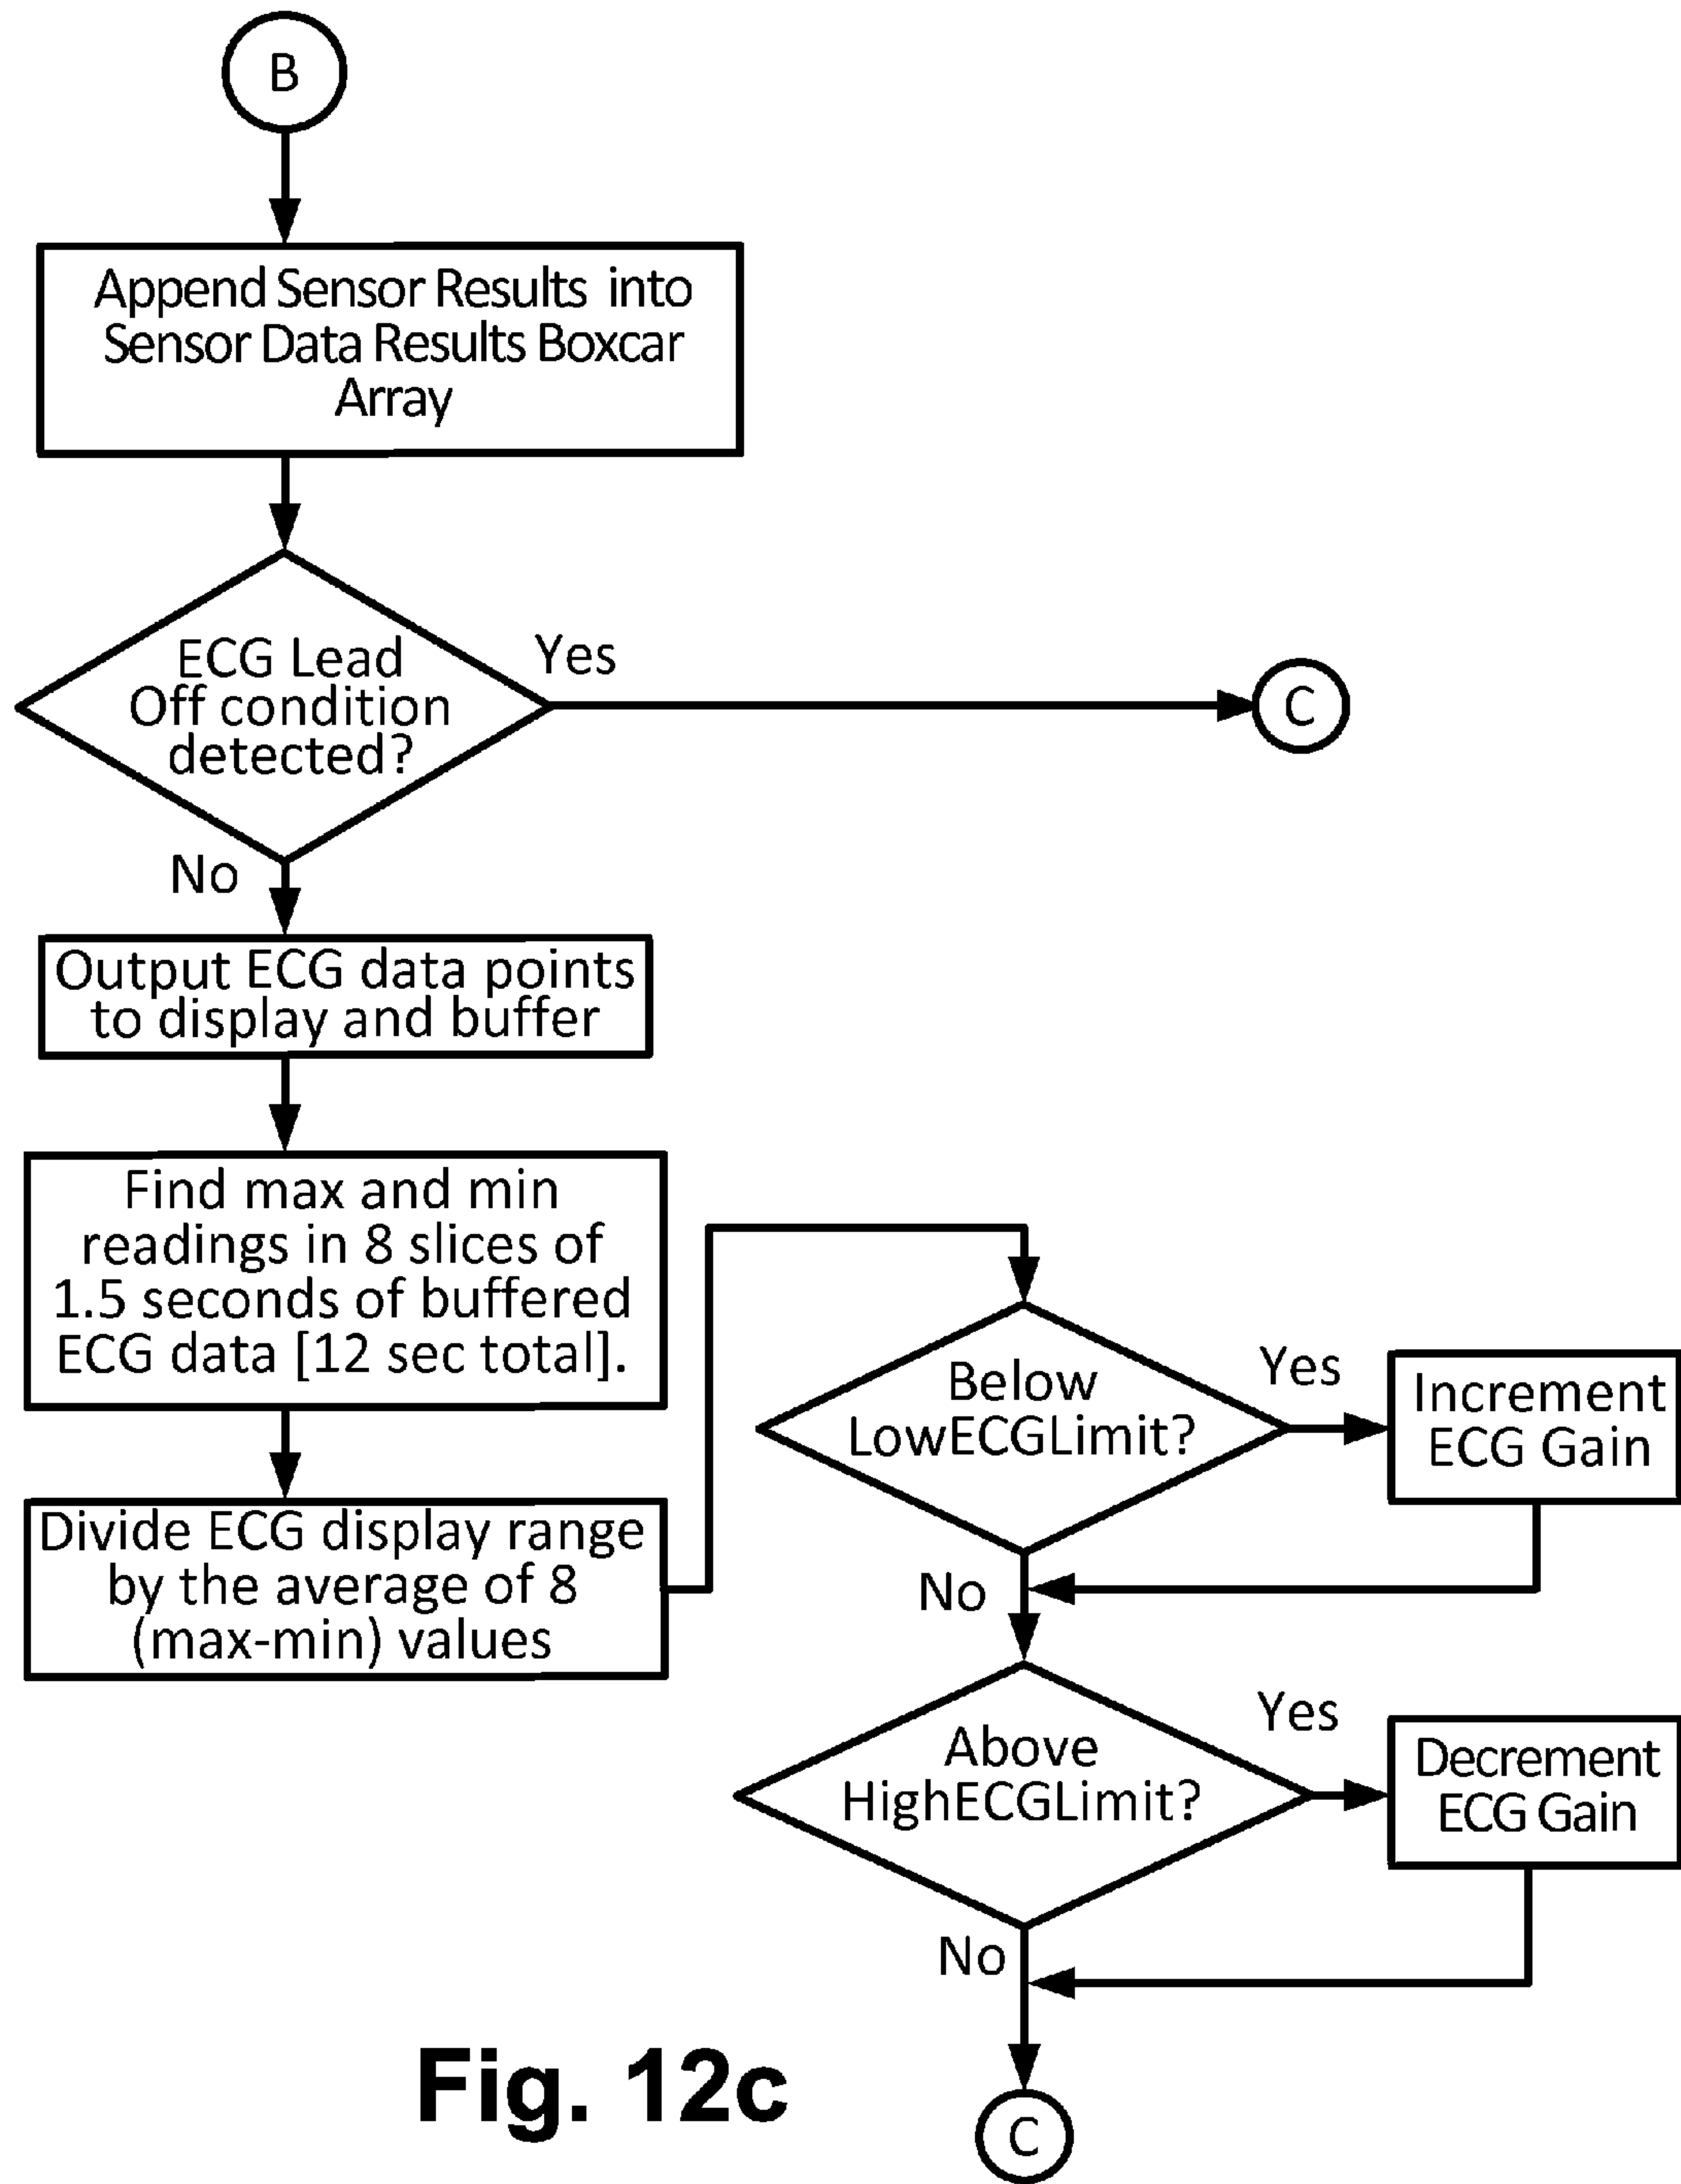 B
Append Sensor Results into
Sensor Data Results Boxcar
Array
ECG Lead
Off condition
detected?
Yes
C
No
Output ECG data points
to display and buffer
Find max and min
readings in 8 slices of
1.5 seconds of buffered
ECG data [12 sec total].
Divide ECG display range
by the average of 8
(max-min) values
Below
LowECGLimit?
Yes
Increment
ECG Gain
No
Above
HighECGLimit?
Yes
Decrement
ECG Gain
No
C
Fig. 12c